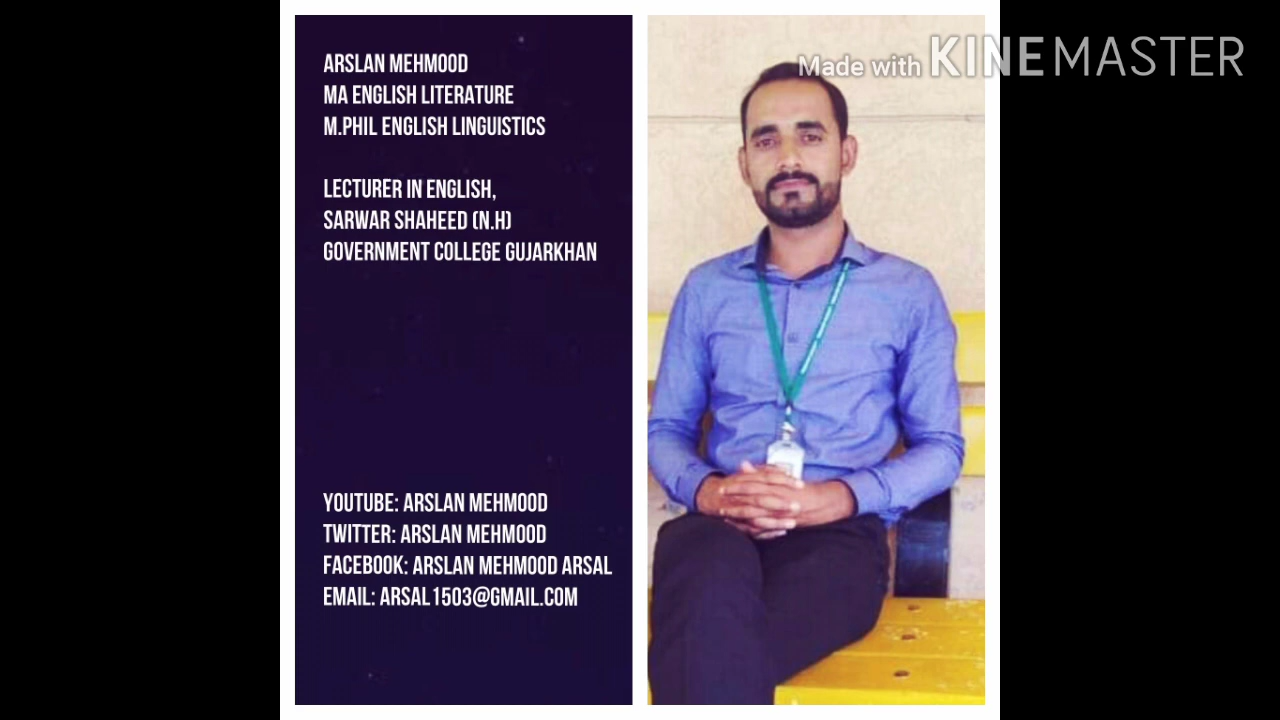 ARSLAN MEHMOOD
MA ENGLISH LITERATURE
M.PHIL ENGLISH LINGUISTICS
LECTURER IN ENGLISH,
SARWAR SHAHEED (N.H)
GOVERNMENT COLLEGE GUJARKHAN
YOUTUBE: ARSLAN MEHMOOD
TWITTER: ARSLAN MEHMOOD
FACEBOOK: ARSLAN MEHMOOD ARSAL
EMAIL: ARSAL1503@GMAIL.COM
Made with KINEMASTER